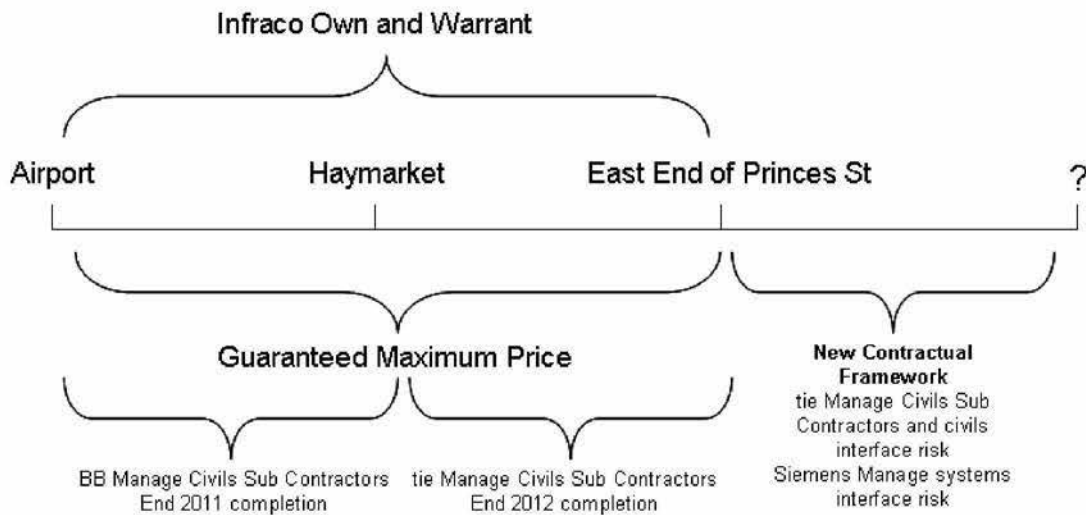 Infraco Own and Warrant
Airport
Haymarket
East End of Princes St
?
Guaranteed Maximum Price
New Contractual
Framework
tie Manage Civils Sub
Contractors and civils
interface risk
Siemens Manage systems
interface risk
BB Manage Civils Sub Contractors
End 2011 completion
tie Manage Civils Sub Contractors
End 2012 completion